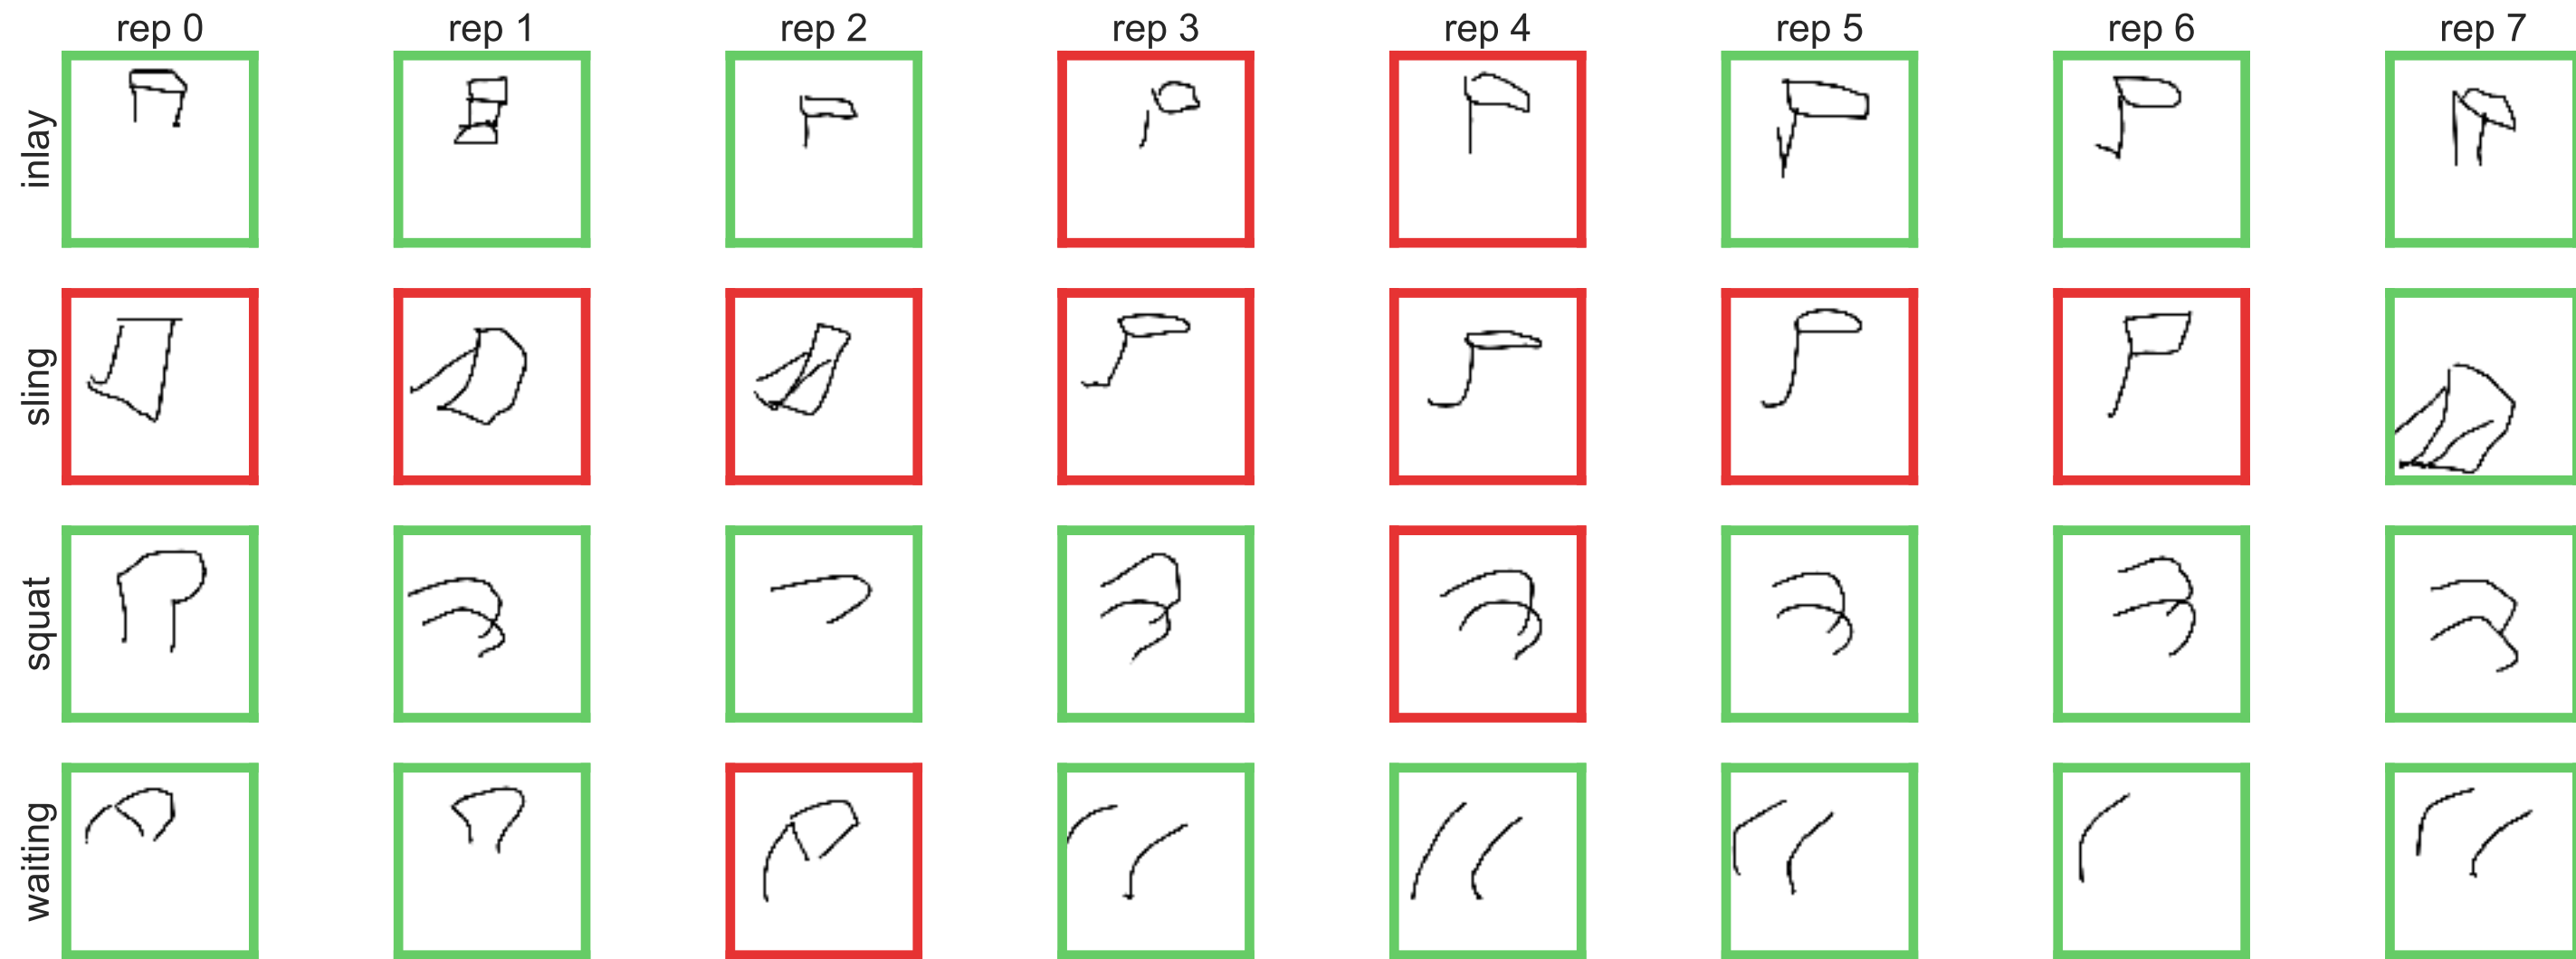 rep 0 rep 1 rep 2 rep 3 rep 4 rep 5 rep 6 rep 7
inlay
sling
squat
waiting